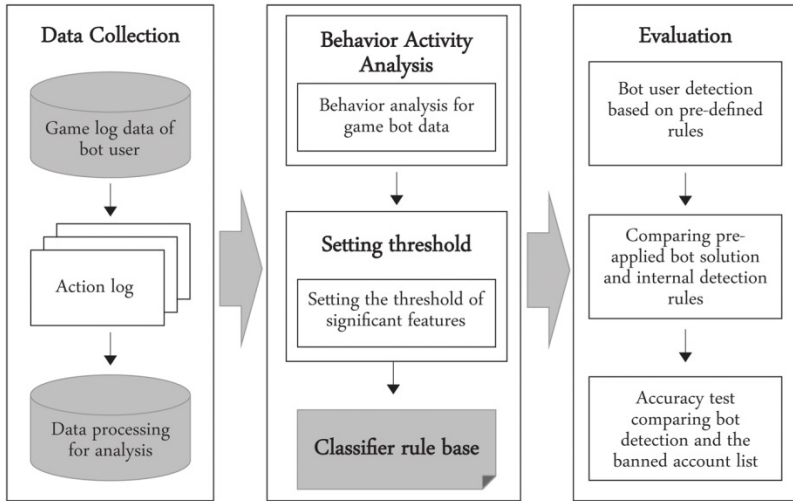 Data Collection
Game log data of
bot user
Action log
Data processing
for analysis
Behavior Activity
Analysis
Behavior analysis for
game bot data
Setting threshold
Setting the threshold of
significant features
Classifier rule base
Evaluation
Bot user detection
based on pre-defined
rules
Comparing pre-
applied bot solution
and internal detection
rules
Accuracy test
comparing bot
detection and the
banned account list